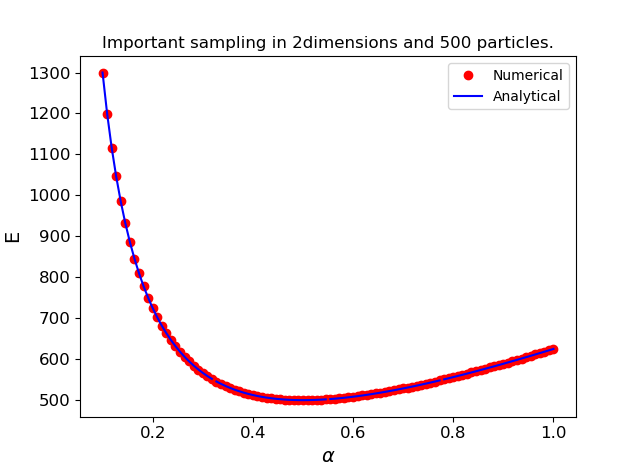 Important sampling in 2dimensions and 500 particles.
Numerical
Analytical
1300
1200
1100
1000
900
800
700
600
500
E
0.2 0.4 0.6 0.8 1.0
α